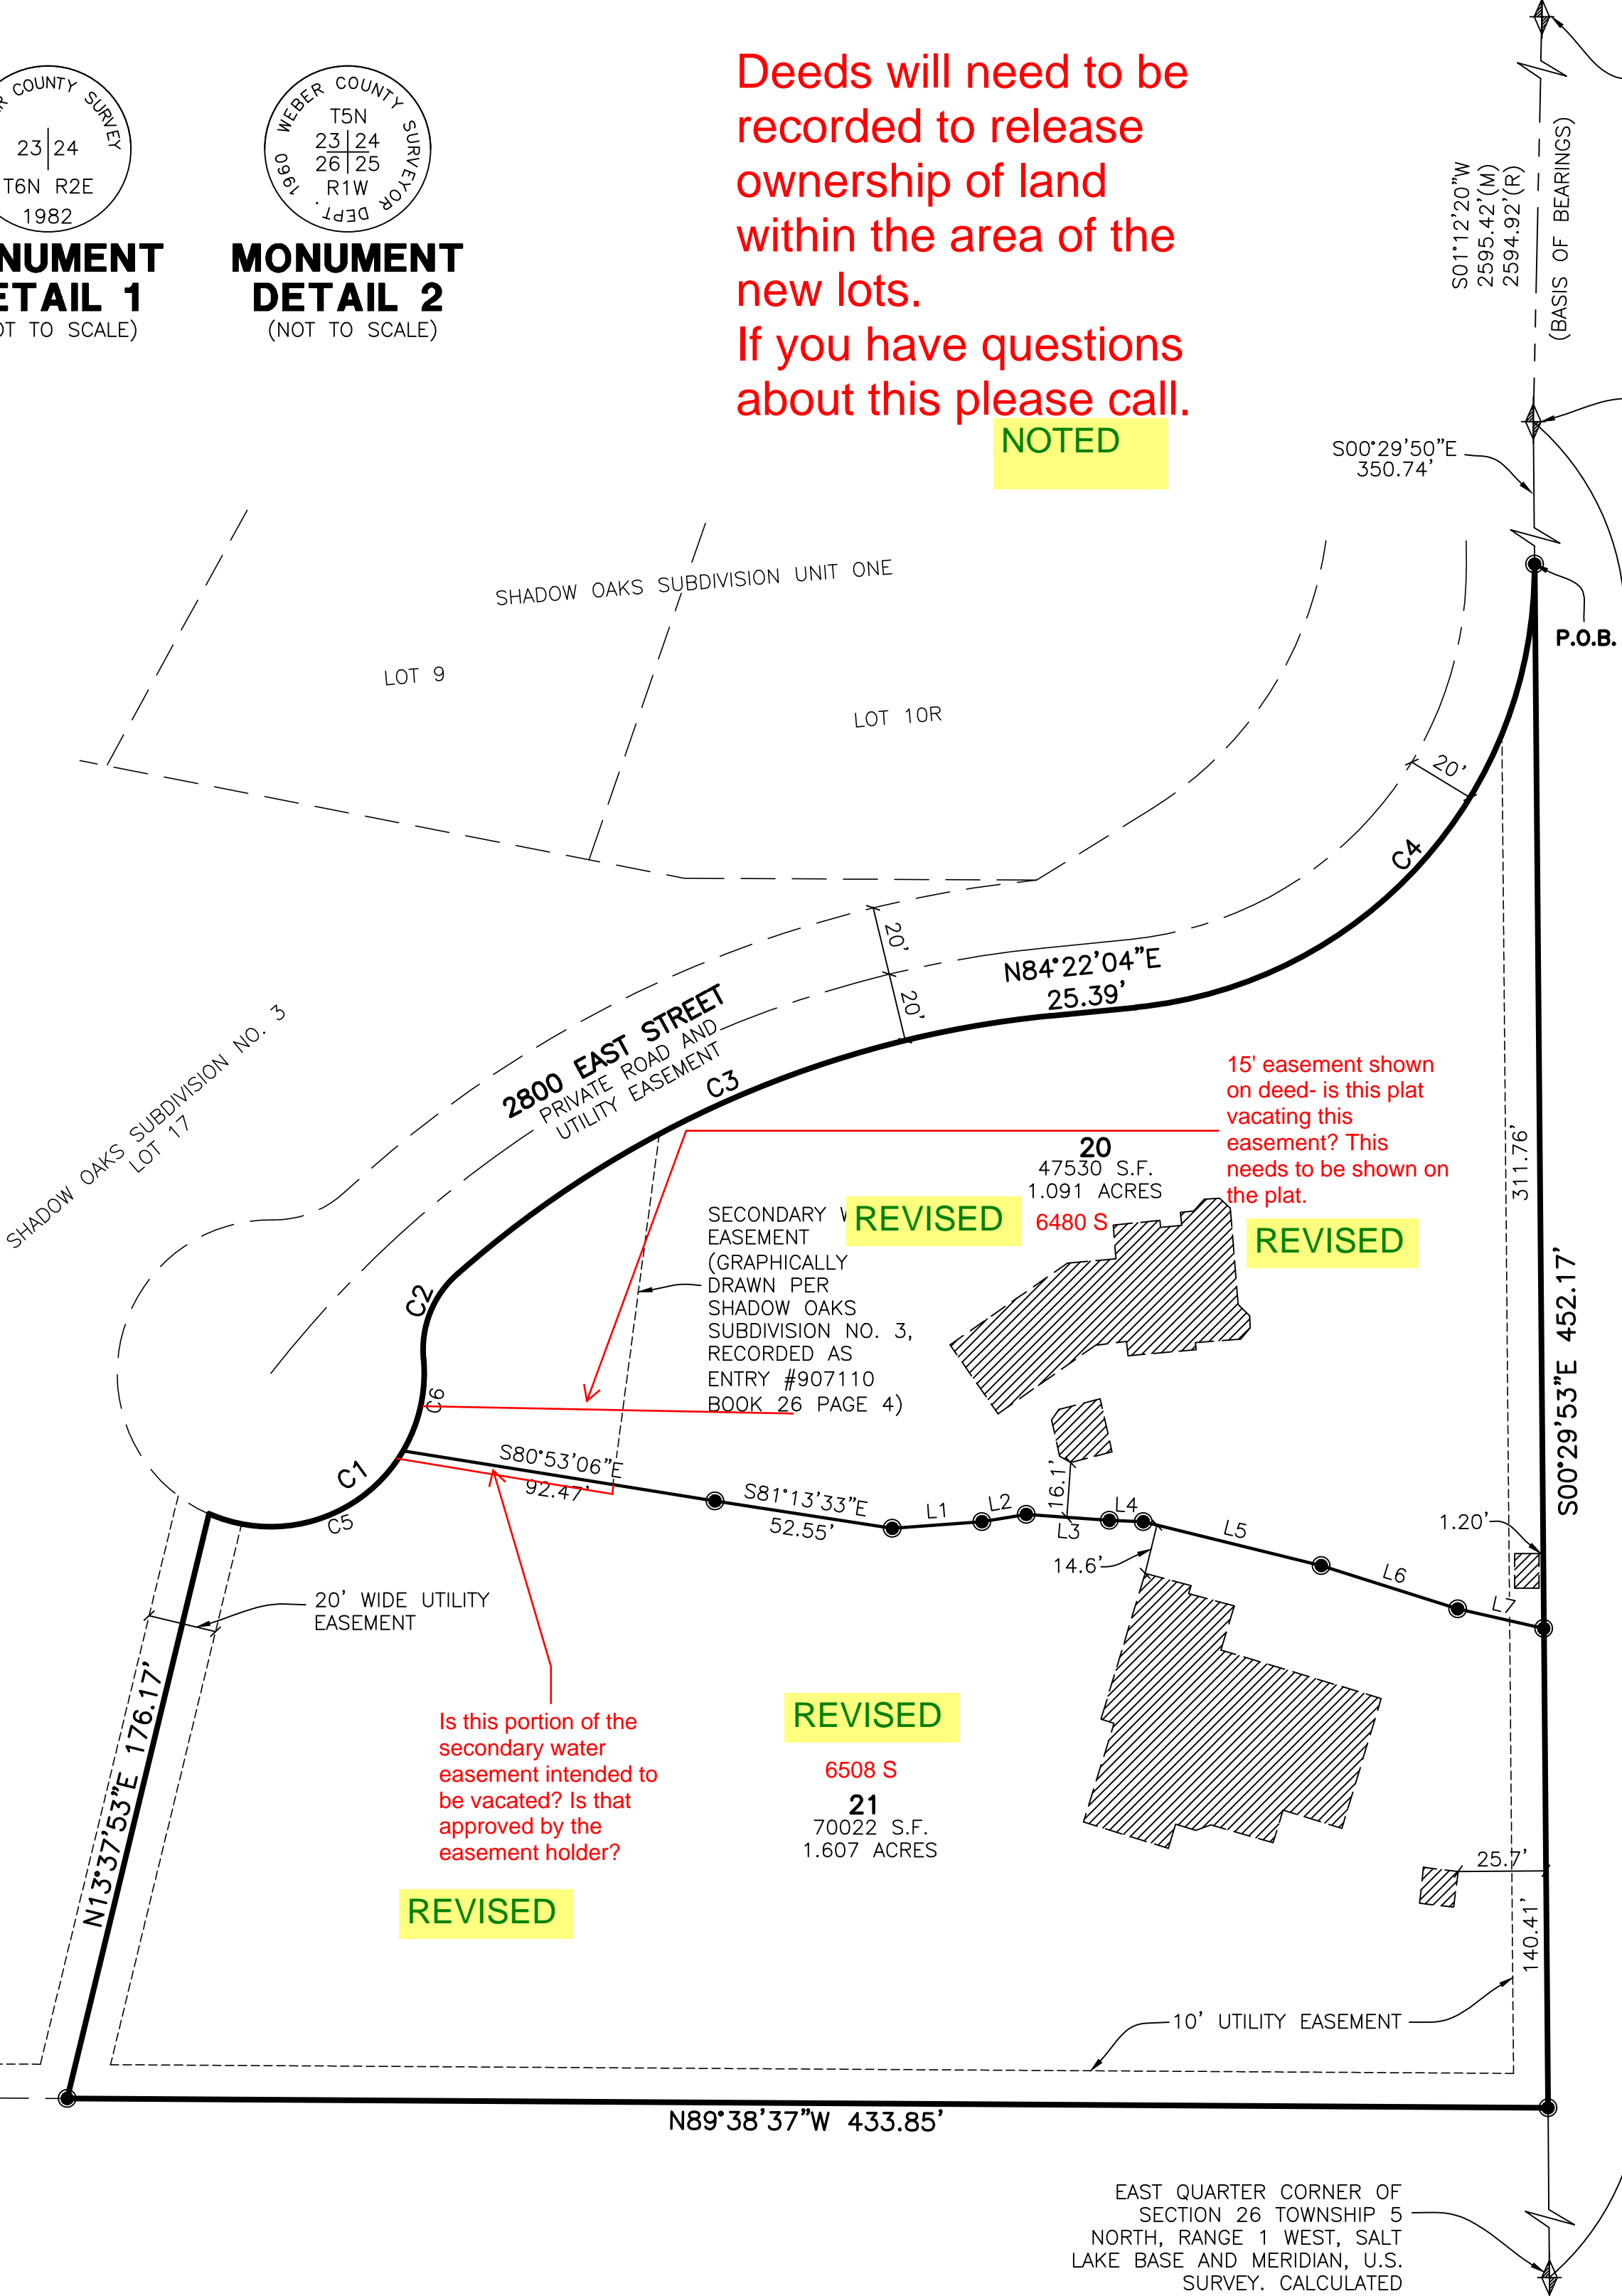 COUNTY SURVEY
23 24
T6N R2E
1982
ETAIL 1
TO SCALE)
WEBER COUNTY SURVEYOR DEPT. 1960
T5N
23 24
26 25
R1W
MONUMENT
DETAIL 2
(NOT TO SCALE)
Deeds will need to be
recorded to release
ownership of land
within the area of the
new lots.
If you have questions
about this please call.
NOTED
S01°12'20"W
2595.42'(M)
2594.92'(R)
(BASIS OF BEARINGS)
S00°29'50"E
350.74'
P.O.B.
SHADOW OAKS SUBDIVISION UNIT ONE
LOT 9
LOT 10R
20'
C4
20'
20'
N84°22'04"E
25.39'
2800 EAST STREET
PRIVATE ROAD AND
UTILITY EASEMENT
C3
SHADOW OAKS SUBDIVISION NO. 3
LOT 17
15' easement shown
on deed- is this plat
vacating this
easement? This
needs to be shown on
the plat.
REVISED
20
47530 S.F.
1.091 ACRES
6480 S
REVISED
311.76'
S00°29'53"E 452.17'
SECONDARY
EASEMENT
(GRAPHICALLY
DRAWN PER
SHADOW OAKS
SUBDIVISION NO. 3,
RECORDED AS
ENTRY #907110
BOOK 26 PAGE 4)
C2
C6
C1
C5
S80°53'06"E
92.47'
S81°13'33"E
52.55'
L1
L2
L3
L4
L5
L6
L7
16.1'
14.6'
1.20'
20' WIDE UTILITY
EASEMENT
N13°37'53"E 176.17'
Is this portion of the
secondary water
easement intended to
be vacated? Is that
approved by the
easement holder?
REVISED
REVISED
6508 S
21
70022 S.F.
1.607 ACRES
25.7'
140.41'
10' UTILITY EASEMENT
N89°38'37"W 433.85'
EAST QUARTER CORNER OF
SECTION 26 TOWNSHIP 5
NORTH, RANGE 1 WEST, SALT
LAKE BASE AND MERIDIAN, U.S.
SURVEY. CALCULATED